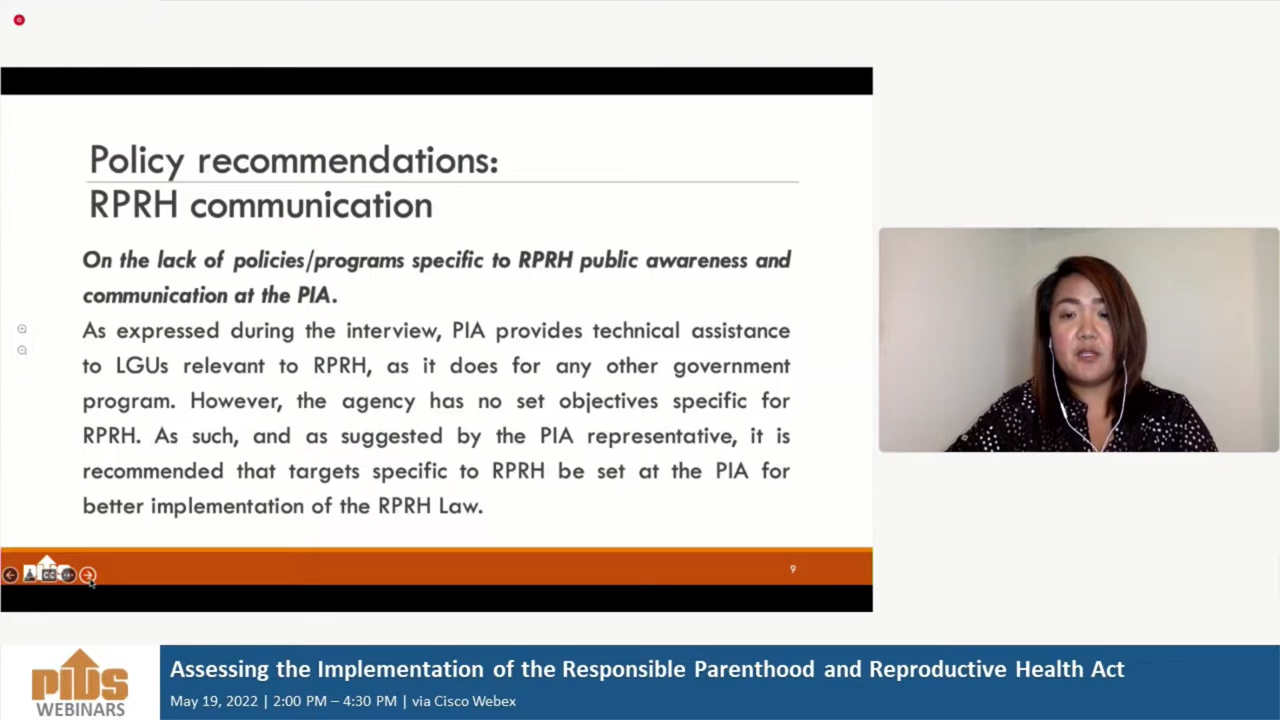 Policy recommendations:
RPRH communication
On the lack of policies/programs specific to RPRH public awareness and
communication at the PIA.
As expressed during the interview, PIA provides technical assistance
to LGUs relevant to RPRH, as it does for any other government
program. However, the agency has no set objectives specific for
RPRH. As such, and as suggested by the PIA representative, it is
recommended that targets specific to RPRH be set at the PIA for
better implementation of the RPRH Law.
9
PIDS
WEBINARS
Assessing the Implementation of the Responsible Parenthood and Reproductive Health Act
May 19, 2022 | 2:00 PM – 4:30 PM | via Cisco Webex